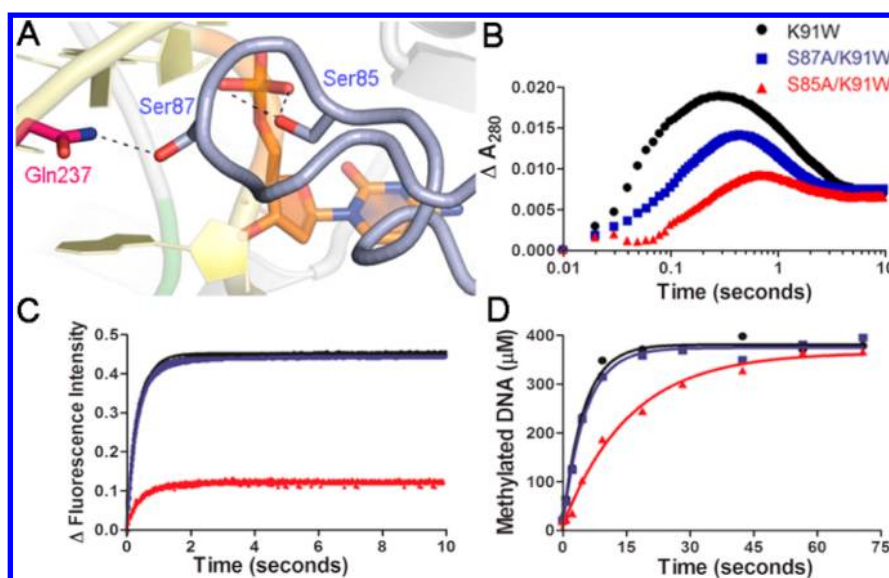 A
Ser87
Ser85
Gln237
B
K91W
S87A/K91W
S85A/K91W
Δ A280
0.020
0.015
0.010
0.005
0.000
0.01
0.1
1
10
Time (seconds)
C
Δ Fluorescence Intensity
0.5
0.4
0.3
0.2
0.1
0
0
2
4
6
8
10
Time (seconds)
D
Methylated DNA (μM)
400
300
200
100
0
0
15
30
45
60
75
Time (seconds)